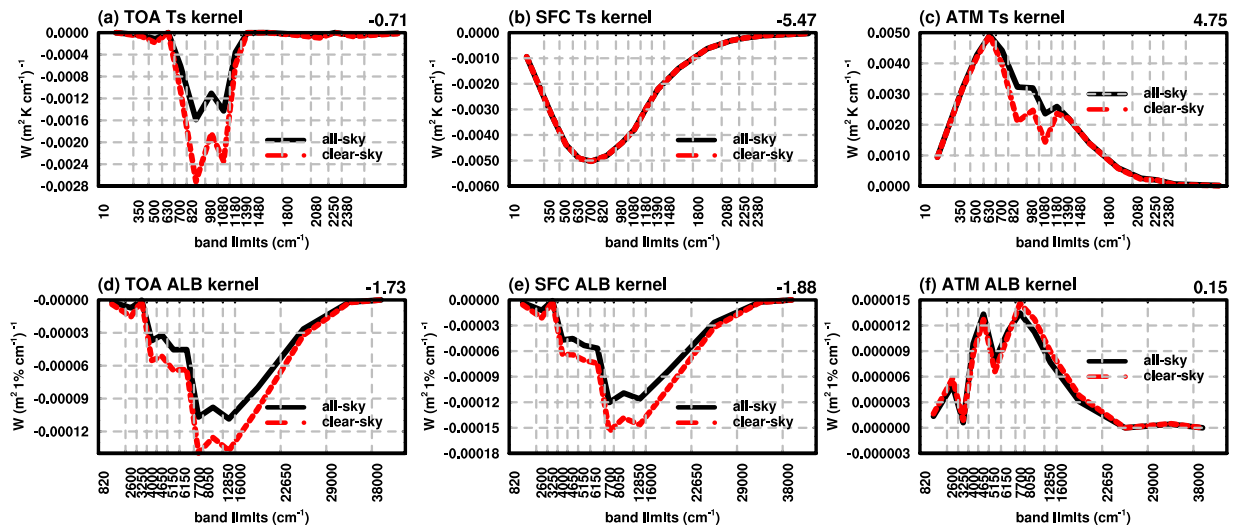 (a) TOA Ts kernel -0.71
0.0000
-0.0004
-0.0008
-0.0012
-0.0016
-0.0020
-0.0024
-0.0028
W (m² K cm⁻¹) ⁻¹
all-sky
clear-sky
10 350 500 630 700 820 980 1080 1180 1390 1480 1800 2080 2250 2380
band limits (cm⁻¹)
(b) SFC Ts kernel -5.47
0.0000
-0.0010
-0.0020
-0.0030
-0.0040
-0.0050
-0.0060
W (m² K cm⁻¹) ⁻¹
all-sky
clear-sky
10 350 500 630 700 820 980 1080 1180 1390 1480 1800 2080 2250 2380
band limits (cm⁻¹)
(c) ATM Ts kernel 4.75
0.0050
0.0040
0.0030
0.0020
0.0010
0.0000
W (m² K cm⁻¹) ⁻¹
all-sky
clear-sky
10 350 500 630 700 820 980 1080 1180 1390 1480 1800 2080 2250 2380
band limits (cm⁻¹)
(d) TOA ALB kernel -1.73
-0.00000
-0.00003
-0.00006
-0.00009
-0.00012
W (m² 1% cm⁻¹) ⁻¹
all-sky
clear-sky
820 2600 3250 4000 4650 5150 6150 7700 8050 12850 16000 22650 29000 38000
band limits (cm⁻¹)
(e) SFC ALB kernel -1.88
0.00000
-0.00003
-0.00006
-0.00009
-0.00012
-0.00015
-0.00018
W (m² 1% cm⁻¹) ⁻¹
all-sky
clear-sky
820 2600 3250 4000 4650 5150 6150 7700 8050 12850 16000 22650 29000 38000
band limits (cm⁻¹)
(f) ATM ALB kernel 0.15
0.000015
0.000012
0.000009
0.000006
0.000003
0.000000
-0.000003
W (m² 1% cm⁻¹) ⁻¹
all-sky
clear-sky
820 2600 3250 4000 4650 5150 6150 7700 8050 12850 16000 22650 29000 38000
band limits (cm⁻¹)